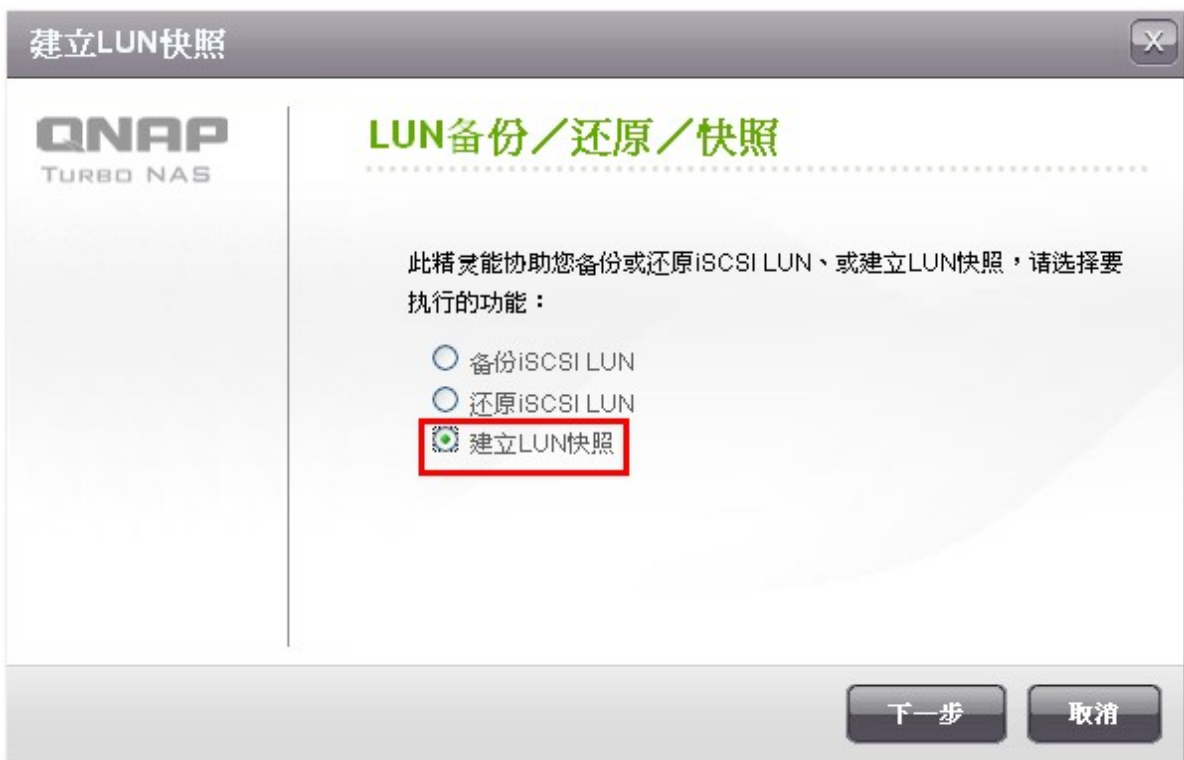 建立LUN快照
X
QNAP
TURBO NAS
LUN备份／还原／快照
此精灵能协助您备份或还原iSCSI LUN、或建立LUN快照，请选择要
执行的功能：
备份iSCSI LUN
还原iSCSI LUN
建立LUN快照
下一步
取消